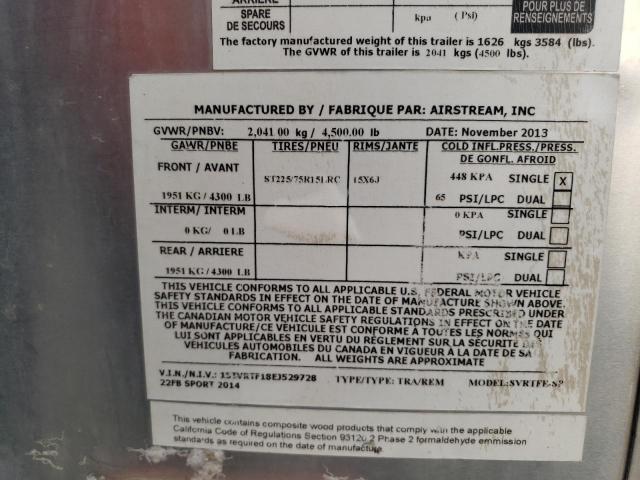 ARRIÈRE
SPARE
DE SECOURS kpa ( Psi)
POUR PLUS DE
RENSEIGNEMENTS
The factory manufactured weight of this trailer is 1626 kgs 3584 (lbs).
The GVWR of this trailer is 2041 kgs (4500 lbs).
MANUFACTURED BY / FABRIQUE PAR: AIRSTREAM, INC
GVWR/PNBV: 2,041.00 kg / 4,500.00 lb DATE: November 2013
GAWR/PNBE TIRES/PNEU RIMS/JANTE COLD INFL.PRESS./PRESS.
DE GONFL. AFROID
FRONT / AVANT
ST225/75R15LRC 15X6J 448 KPA SINGLE X
1951 KG / 4300 LB 65 PSI/LPC DUAL
INTERM/ INTERM 0 KPA SINGLE
0 KG/ 0 LB PSI/LPC DUAL
REAR / ARRIERE KPA SINGLE
1951 KG / 4300 LB PSI/LPC DUAL
THIS VEHICLE CONFORMS TO ALL APPLICABLE U.S. FEDERAL MOTOR VEHICLE
SAFETY STANDARDS IN EFFECT ON THE DATE OF MANUFACTURE SHOWN ABOVE.
THIS VEHICLE CONFORMS TO ALL APPLICABLE STANDARDS PRESCRIBED UNDER
THE CANADIAN MOTOR VEHICLE SAFETY REGULATIONS IN EFFECT ON THE DATE
OF MANUFACTURE/CE VEHICULE EST CONFORME A TOUTES LES NORMES QUI
LUI SONT APPLICABLES EN VERTU DU RÉGLEMENT SUR LA SÉCURITÉ DES
VÉHICULES AUTOMOBILES DU CANADA EN VIGUEUR À LA DATE DE SA
FABRICATION. ALL WEIGHTS ARE APPROXIMATE
V.I.N./N.I.V.: 1STVRTF18EJ529728 TYPE/TYPE: TRA/REM MODEL:SVRTFF-SP
22FB SPORT 2014
This vehicle contains composite wood products that comply with the applicable
California Code of Regulations Section 93120.2 Phase 2 formaldehyde emmission
standards as required on the date of manufacture.